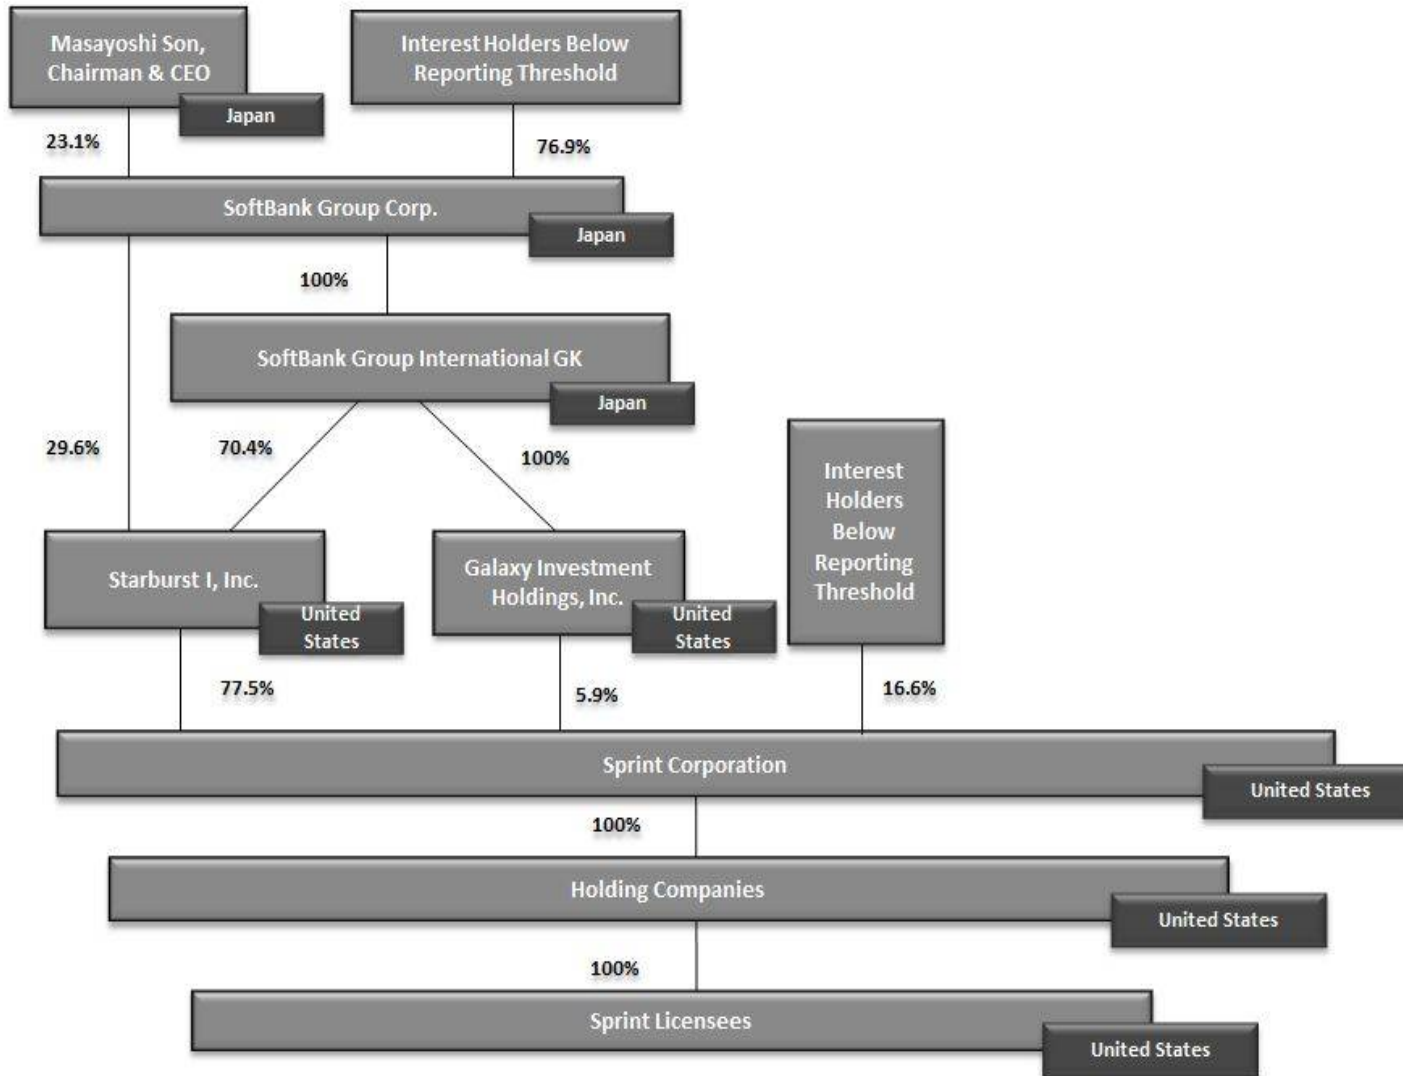 Masayoshi Son,
Chairman & CEO
Japan
Interest Holders Below
Reporting Threshold
23.1%
76.9%
SoftBank Group Corp.
Japan
100%
SoftBank Group International GK
Japan
29.6%
70.4%
100%
Interest
Holders
Below
Reporting
Threshold
Starburst I, Inc.
United
States
Galaxy Investment
Holdings, Inc.
United
States
77.5%
5.9%
16.6%
Sprint Corporation
United States
100%
Holding Companies
United States
100%
Sprint Licensees
United States